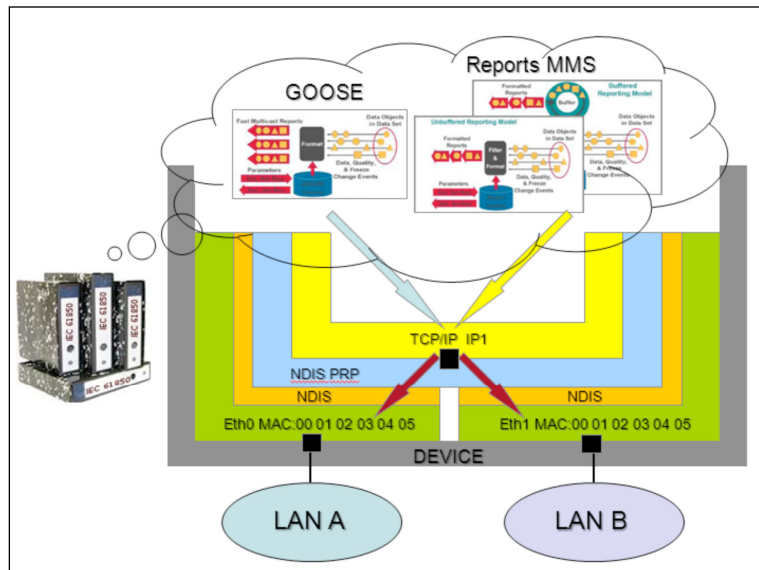 Reports MMS
GOOSE
Fast Multicast Reports
Format
Data Objects
in Data Set
Parameters
Data, Quality,
& Freeze
Change Events
Formatted
Reports
Buffer
Buffered
Reporting Model
Data Objects
in Data Set
Data, Quality,
Unbuffered Reporting Model
Formatted
Reports
Filter
&
Format
Data Objects
in Data Set
Parameters
Data, Quality,
& Freeze
Change Events
IEC 61850
IEC 61850
IEC 61850
IEC 61850
TCP/IP IP1
NDIS PRP
NDIS
NDIS
Eth0 MAC:00 01 02 03 04 05
Eth1 MAC:00 01 02 03 04 05
DEVICE
LAN A
LAN B